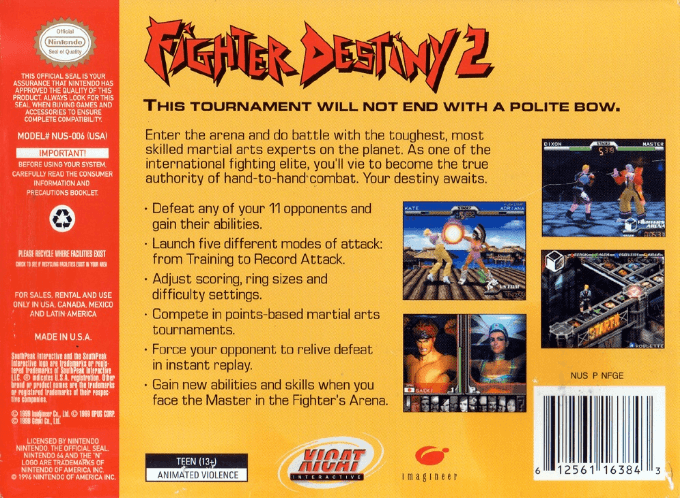 Official
Nintendo
Seal of Quality
THIS OFFICIAL SEAL IS YOUR
ASSURANCE THAT NINTENDO HAS
APPROVED THE QUALITY OF THIS
PRODUCT. ALWAYS LOOK FOR THIS
SEAL WHEN BUYING GAMES AND
ACCESSORIES TO ENSURE
COMPLETE COMPATIBILITY.
MODEL# NUS-006 (USA)
IMPORTANT!
BEFORE USING YOUR SYSTEM,
CAREFULLY READ THE CONSUMER
INFORMATION AND
PRECAUTIONS BOOKLET.
PLEASE RECYCLE WHERE FACILITIES EXIST
FOR SALES, RENTAL AND USE
ONLY IN USA, CANADA, MEXICO
AND LATIN AMERICA
MADE IN U.S.A.
SouthPeak Interactive and the SouthPeak
LICENSED BY NINTENDO
NINTENDO, THE OFFICIAL SEAL,
NINTENDO 64 AND THE "N"
LOGO ARE TRADEMARKS OF
NINTENDO OF AMERICA INC.
© 1996 NINTENDO OF AMERICA INC.
FIGHTER DESTINY 2
THIS TOURNAMENT WILL NOT END WITH A POLITE BOW.
Enter the arena and do battle with the toughest, most
skilled martial arts experts on the planet. As one of the
international fighting elite, you'll vie to become the true
authority of hand-to-hand combat. Your destiny awaits.
• Defeat any of your 11 opponents and
gain their abilities.
• Launch five different modes of attack:
from Training to Record Attack.
• Adjust scoring, ring sizes and
difficulty settings.
• Compete in points-based martial arts
tournaments.
• Force your opponent to relive defeat
in instant replay.
• Gain new abilities and skills when you
face the Master in the Fighter's Arena.
DIXON
MASTER
KATE
ADRIANA
ROULETTE
NUS P NFGE
6 12561 16384 3
TEEN (13+)
ANIMATED VIOLENCE
KICAT
INTERACTIVE
imagineer